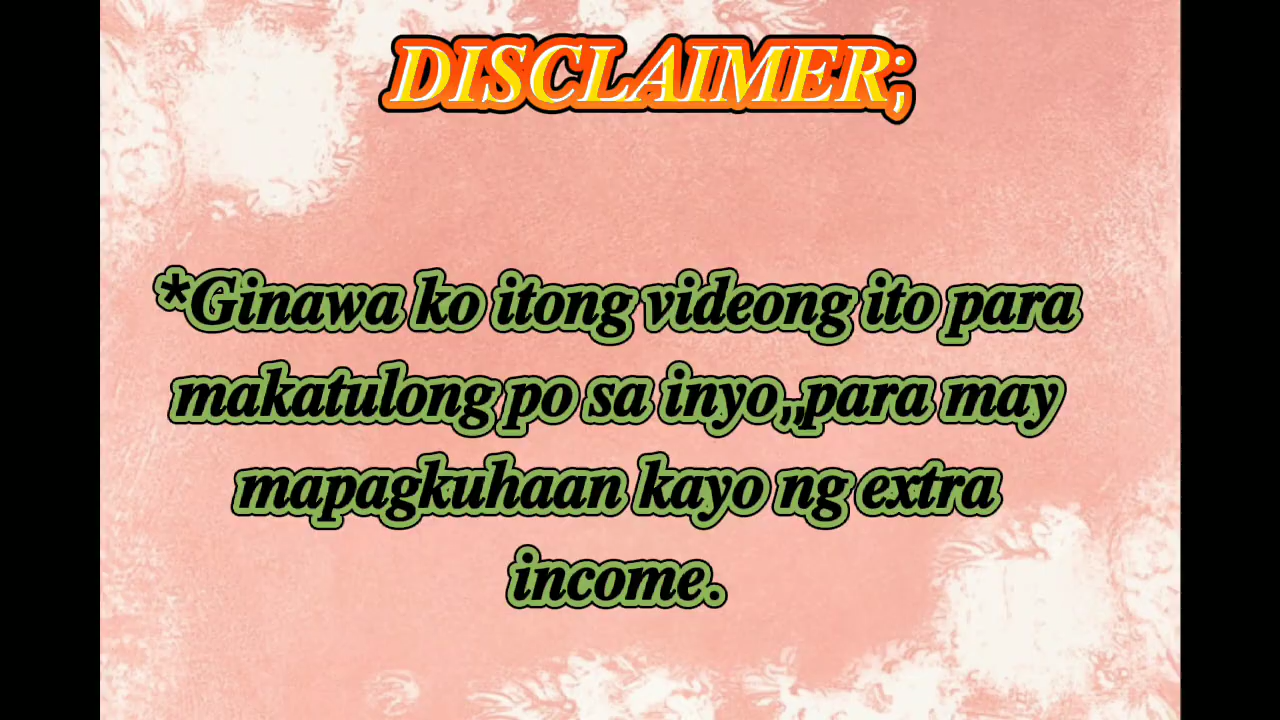 DISCLAIMER;
*Ginawa ko itong videong ito para
makatulong po sa inyo,,para may
mapagkuhaan kayo ng extra
income.